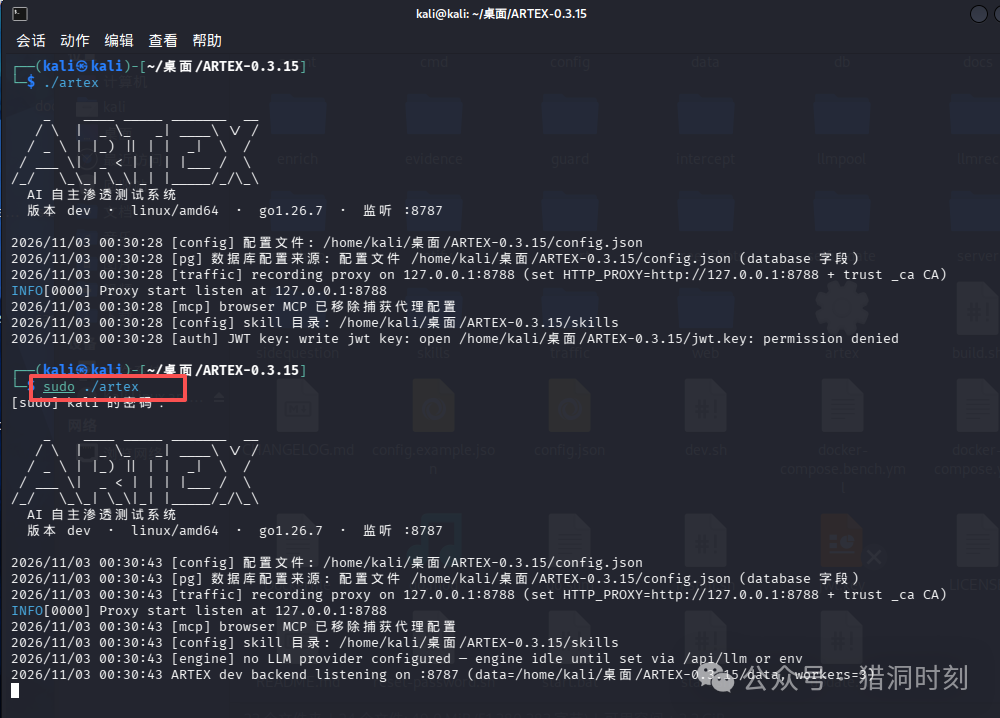 kali@kali: ~/桌面/ARTEX-0.3.15
会话 动作 编辑 查看 帮助
┌──(kali㉿kali)-[~/桌面/ARTEX-0.3.15]
└─$ ./artex
ARTEX
AI 自主渗透测试系统
版本 dev · linux/amd64 · go1.26.7 · 监听 :8787
2026/11/03 00:30:28 [config] 配置文件: /home/kali/桌面/ARTEX-0.3.15/config.json
2026/11/03 00:30:28 [pg] 数据库配置来源: 配置文件 /home/kali/桌面/ARTEX-0.3.15/config.json (database 字段)
2026/11/03 00:30:28 [traffic] recording proxy on 127.0.0.1:8788 (set HTTP_PROXY=http://127.0.0.1:8788 + trust _ca CA)
INFO[0000] Proxy start listen at 127.0.0.1:8788
2026/11/03 00:30:28 [mcp] browser MCP 已移除捕获代理配置
2026/11/03 00:30:28 [config] skill 目录: /home/kali/桌面/ARTEX-0.3.15/skills
2026/11/03 00:30:28 [auth] JWT key: write jwt key: open /home/kali/桌面/ARTEX-0.3.15/jwt.key: permission denied
┌──(kali㉿kali)-[~/桌面/ARTEX-0.3.15]
└─$ sudo ./artex
[sudo] kali 的密码：
ARTEX
AI 自主渗透测试系统
版本 dev · linux/amd64 · go1.26.7 · 监听 :8787
2026/11/03 00:30:43 [config] 配置文件: /home/kali/桌面/ARTEX-0.3.15/config.json
2026/11/03 00:30:43 [pg] 数据库配置来源: 配置文件 /home/kali/桌面/ARTEX-0.3.15/config.json (database 字段)
2026/11/03 00:30:43 [traffic] recording proxy on 127.0.0.1:8788 (set HTTP_PROXY=http://127.0.0.1:8788 + trust _ca CA)
INFO[0000] Proxy start listen at 127.0.0.1:8788
2026/11/03 00:30:43 [mcp] browser MCP 已移除捕获代理配置
2026/11/03 00:30:43 [config] skill 目录: /home/kali/桌面/ARTEX-0.3.15/skills
2026/11/03 00:30:43 [engine] no LLM provider configured — engine idle until set via /api/llm or env
2026/11/03 00:30:43 ARTEX dev backend listening on :8787 (data=/home/kali/桌面/ARTEX-0.3.15/data, workers=3)
公众号 · 猎洞时刻